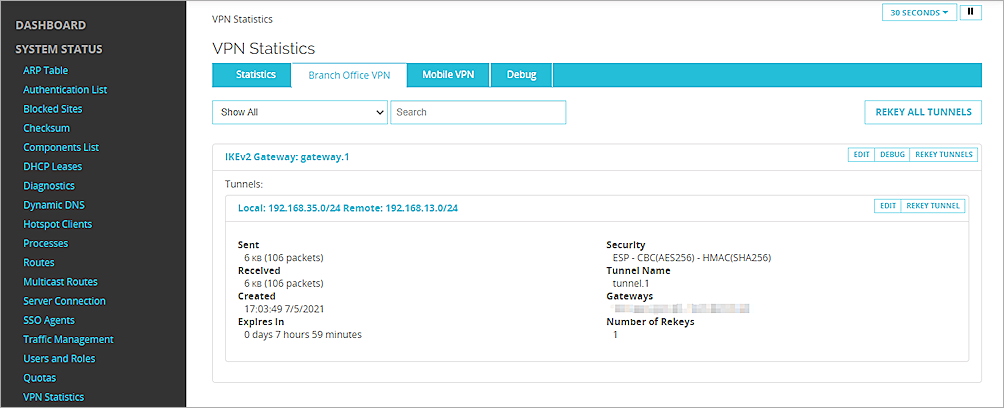 DASHBOARD
SYSTEM STATUS
ARP Table
Authentication List
Blocked Sites
Checksum
Components List
DHCP Leases
Diagnostics
Dynamic DNS
Hotspot Clients
Processes
Routes
Multicast Routes
Server Connection
SSO Agents
Traffic Management
Users and Roles
Quotas
VPN Statistics
VPN Statistics
30 SECONDS
VPN Statistics
Statistics Branch Office VPN Mobile VPN Debug
Show All Search REKEY ALL TUNNELS
IKEv2 Gateway: gateway.1 EDIT DEBUG REKEY TUNNELS
Tunnels:
Local: 192.168.35.0/24 Remote: 192.168.13.0/24 EDIT REKEY TUNNEL
Sent
6 KB (106 packets)
Received
6 KB (106 packets)
Created
17:03:49 7/5/2021
Expires In
0 days 7 hours 59 minutes
Security
ESP - CBC(AES256) - HMAC(SHA256)
Tunnel Name
tunnel.1
Gateways
Number of Rekeys
1